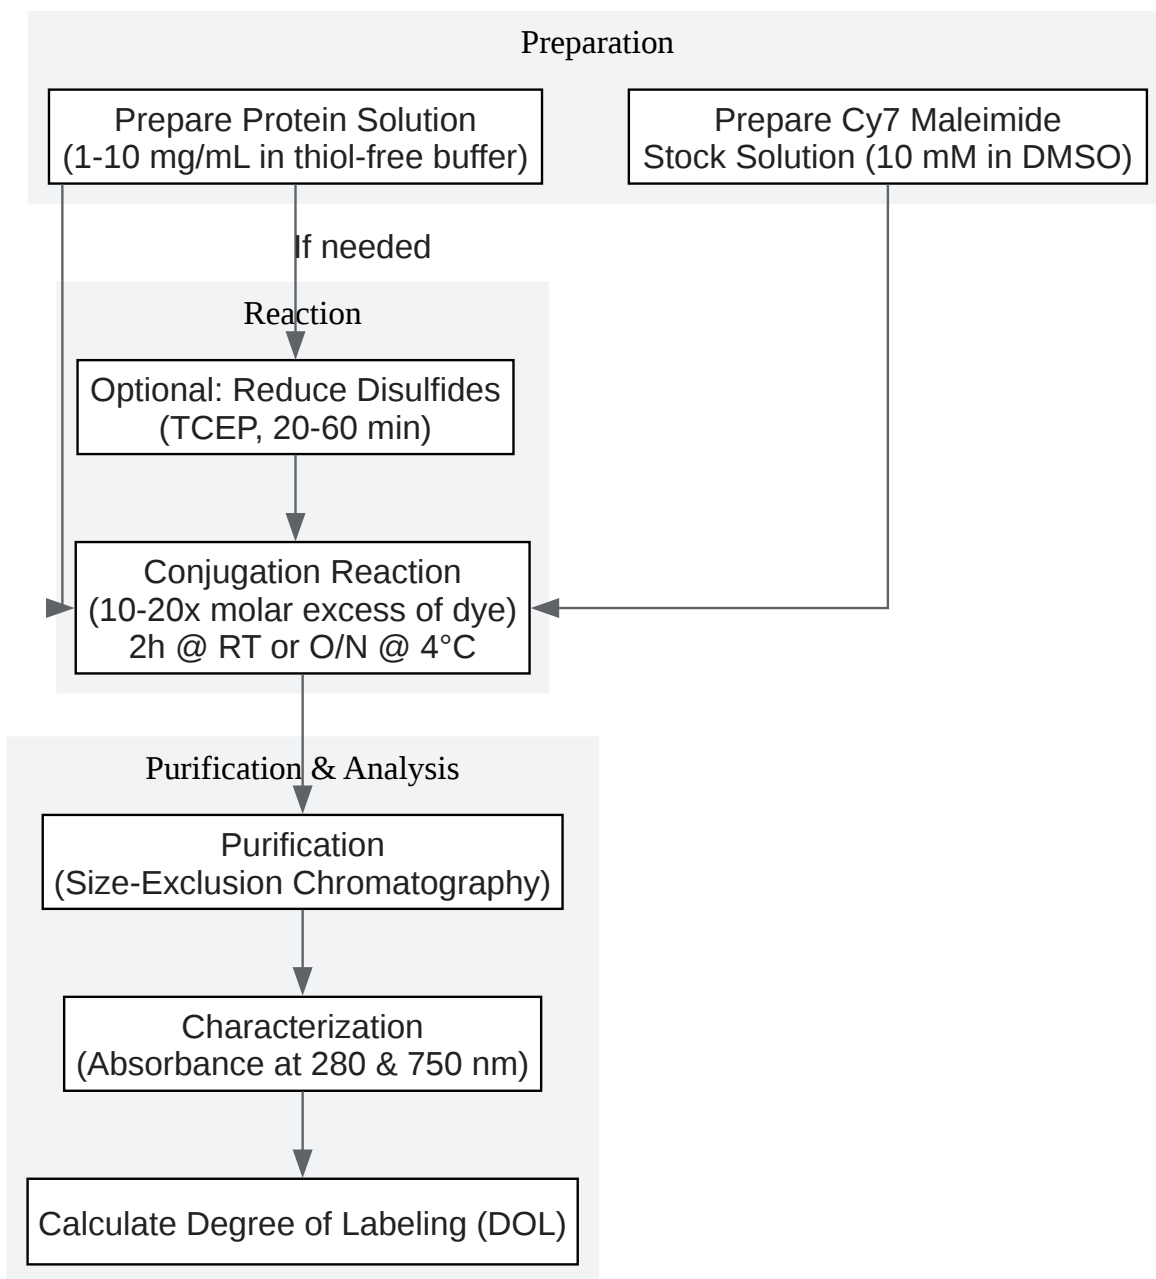 Preparation
Prepare Protein Solution
(1-10 mg/mL in thiol-free buffer)
Prepare Cy7 Maleimide
Stock Solution (10 mM in DMSO)
If needed
Reaction
Optional: Reduce Disulfides
(TCEP, 20-60 min)
Conjugation Reaction
(10-20x molar excess of dye)
2h @ RT or O/N @ 4°C
Purification & Analysis
Purification
(Size-Exclusion Chromatography)
Characterization
(Absorbance at 280 & 750 nm)
Calculate Degree of Labeling (DOL)